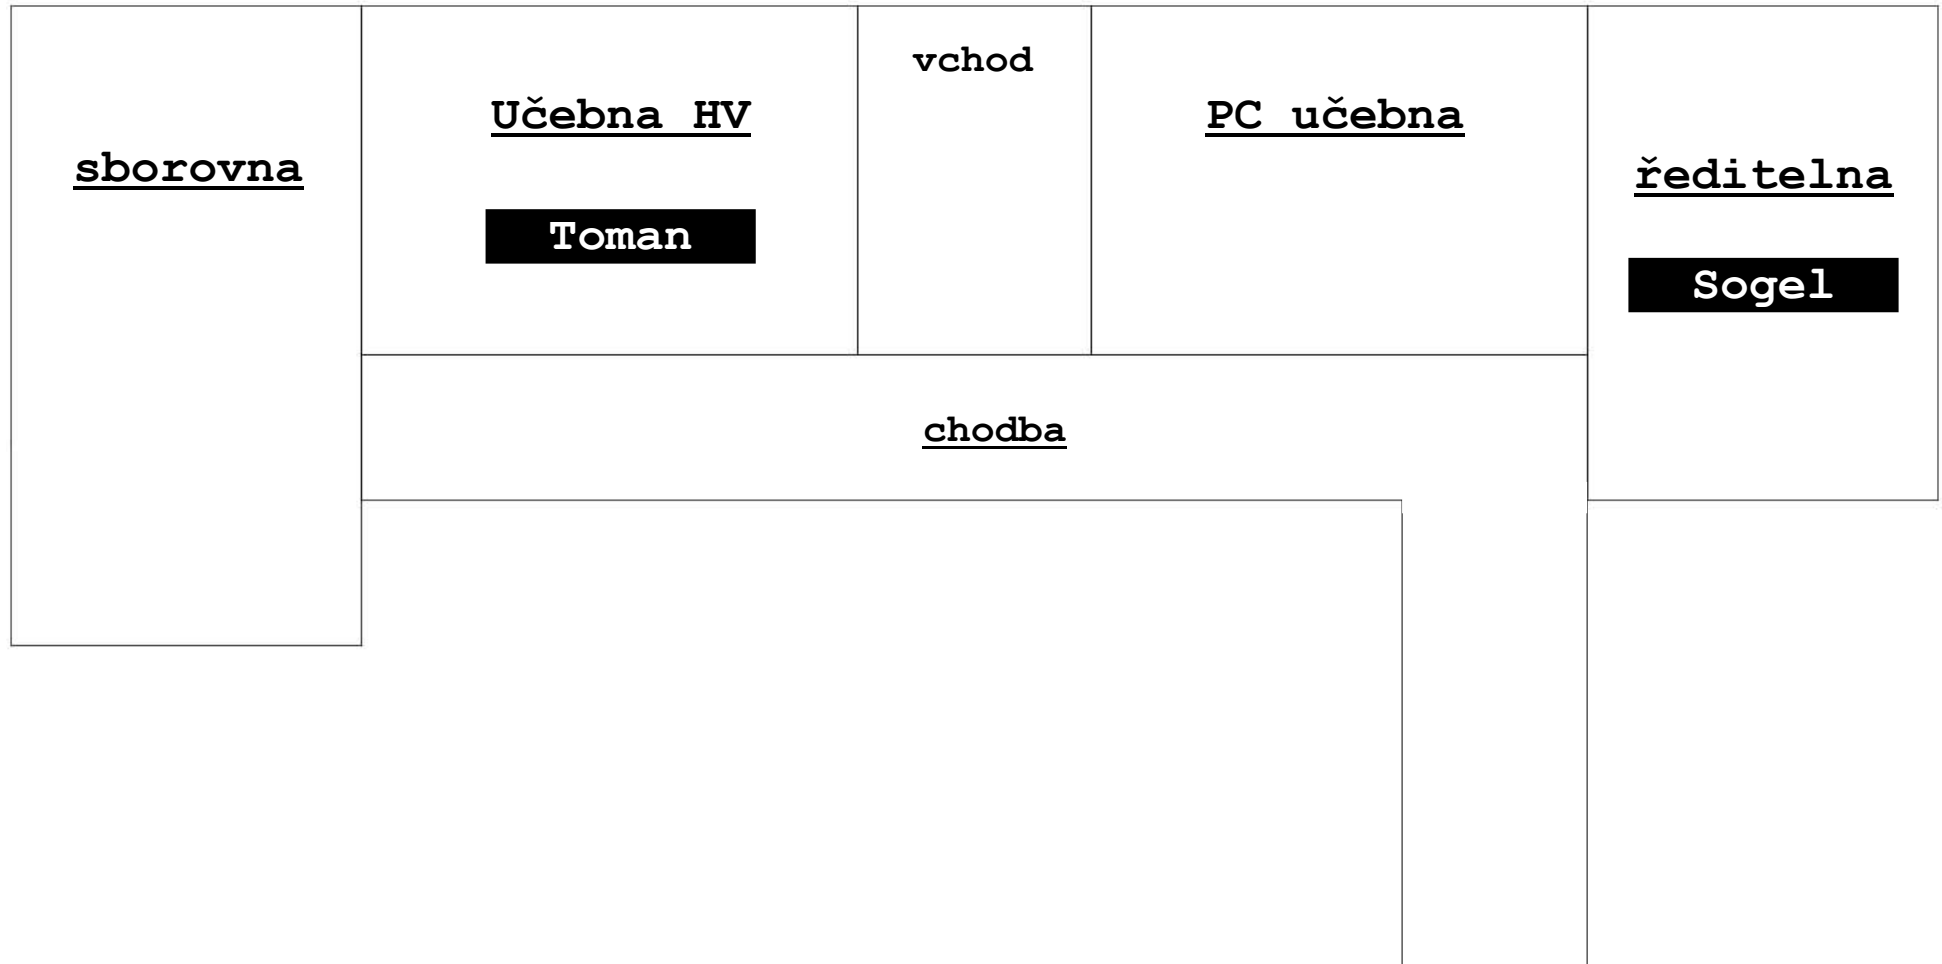 sborovna
Učebna HV
Toman
vchod
PC učebna
ředitelna
Sogel
chodba